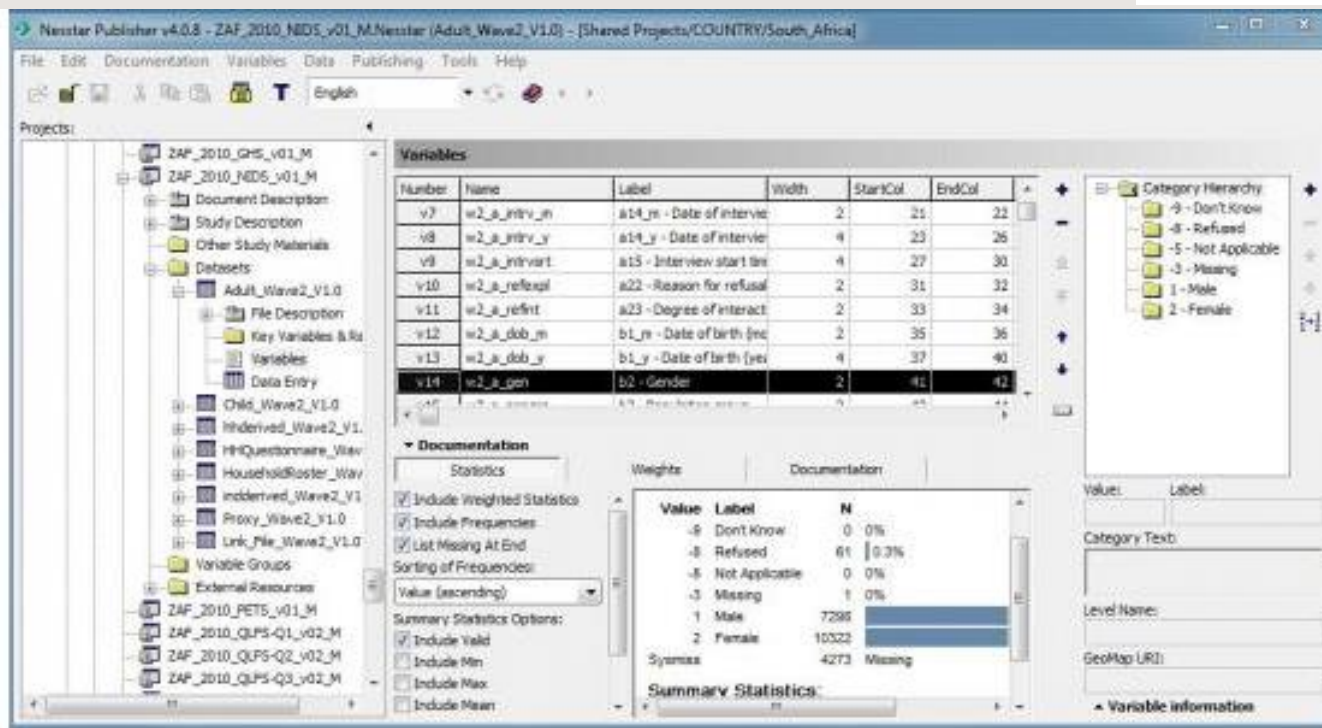 Nesstar Publisher v4.0.8 - ZAF_2010_NIDS_v01_M.Nesstar (Adult_Wave2_V1.0) - [Shared Projects/COUNTRY/South_Africa]
File Edit Documentation Variables Data Publishing Tools Help
T English
Projects:
ZAF_2010_GHS_v01_M
ZAF_2010_NIDS_v01_M
Document Description
Study Description
Other Study Materials
Datasets
Adult_Wave2_V1.0
File Description
Key Variables & Re
Variables
Data Entry
Child_Wave2_V1.0
hhderived_Wave2_V1.
HHQuestionnaire_Wav
HouseholdRoster_Wav
indderived_Wave2_V1
Proxy_Wave2_V1.0
Link_File_Wave2_V1.0
Variable Groups
External Resources
ZAF_2010_PETS_v01_M
ZAF_2010_QLFS-Q1_v02_M
ZAF_2010_QLFS-Q2_v02_M
ZAF_2010_QLFS-Q3_v02_M
Variables
Number Name Label Width StartCol EndCol
v7 w2_a_intrv_m a14_m - Date of intervie 2 21 22
v8 w2_a_intrv_y a14_y - Date of intervie 4 23 26
v9 w2_a_intrvsrt a15 - Interview start tim 4 27 30
v10 w2_a_refexpl a22 - Reason for refusal 2 31 32
v11 w2_a_refint a23 - Degree of interact 2 33 34
v12 w2_a_dob_m b1_m - Date of birth (mo 2 35 36
v13 w2_a_dob_y b1_y - Date of birth (yea 4 37 40
v14 w2_a_gen b2 - Gender 2 41 42
Documentation
Statistics Weights Documentation
Include Weighted Statistics
Include Frequencies
List Missing At End
Sorting of Frequencies:
Value (ascending)
Summary Statistics Options:
Include Valid
Include Min
Include Max
Include Mean
Value Label N
-9 Don't Know 0 0%
-8 Refused 61 0.3%
-5 Not Applicable 0 0%
-3 Missing 1 0%
1 Male 7286
2 Female 10322
Sysmiss 4273 Missing
Summary Statistics:
Category Hierarchy
-9 - Don't Know
-8 - Refused
-5 - Not Applicable
-3 - Missing
1 - Male
2 - Female
Value: Label:
Category Text:
Level Name:
GeoMap URI:
Variable information